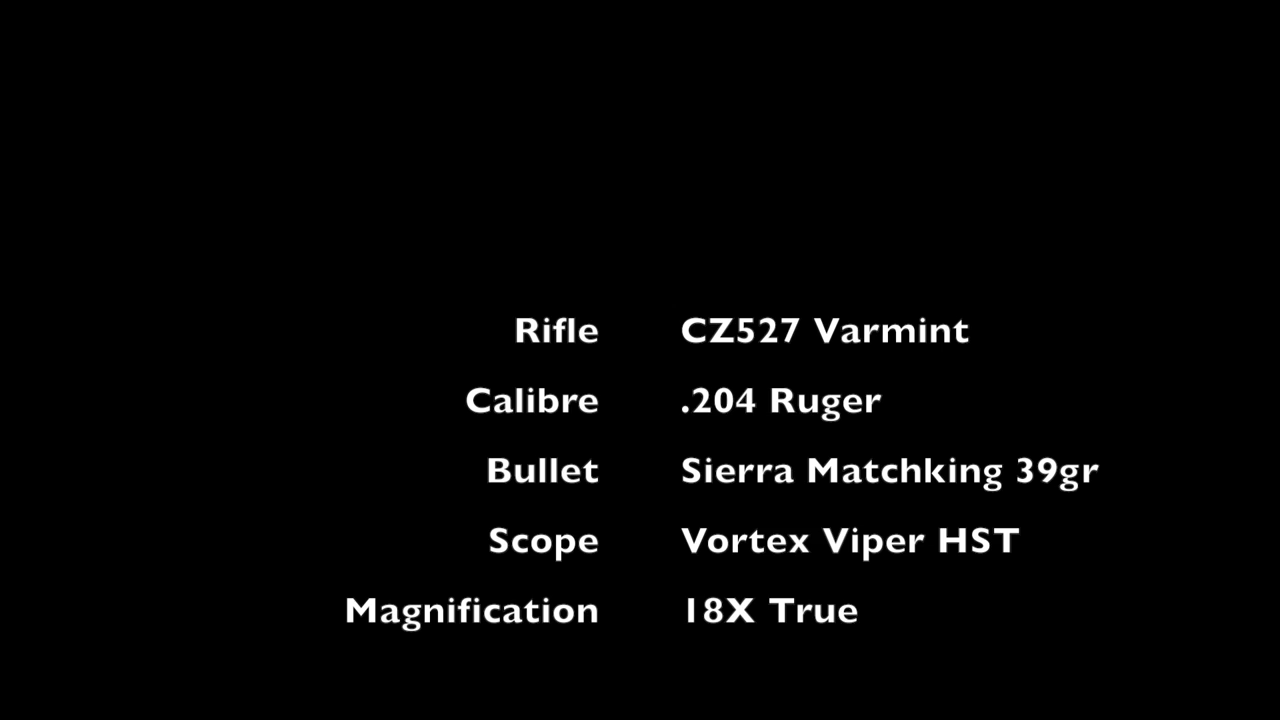 Rifle CZ527 Varmint
Calibre .204 Ruger
Bullet Sierra Matchking 39gr
Scope Vortex Viper HST
Magnification 18X True